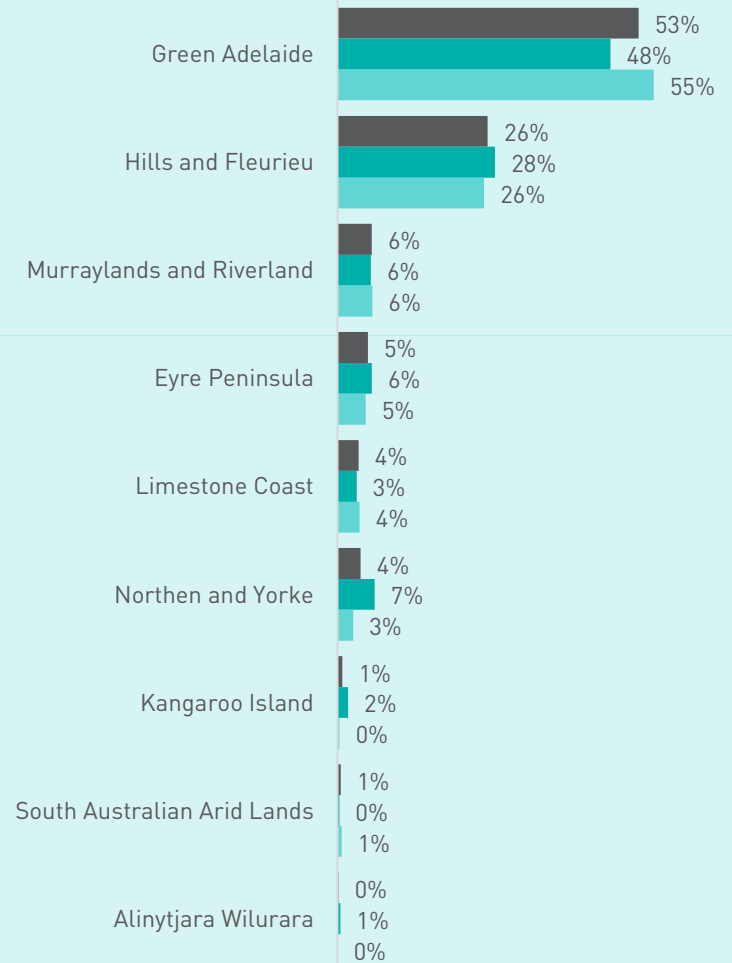 53%
Green Adelaide 48%
55%
26%
Hills and Fleurieu 28%
26%
6%
Murraylands and Riverland 6%
6%
5%
Eyre Peninsula 6%
5%
4%
Limestone Coast 3%
4%
4%
Northen and Yorke 7%
3%
1%
Kangaroo Island 2%
0%
1%
South Australian Arid Lands 0%
1%
0%
Alinytjara Wilurara 1%
0%